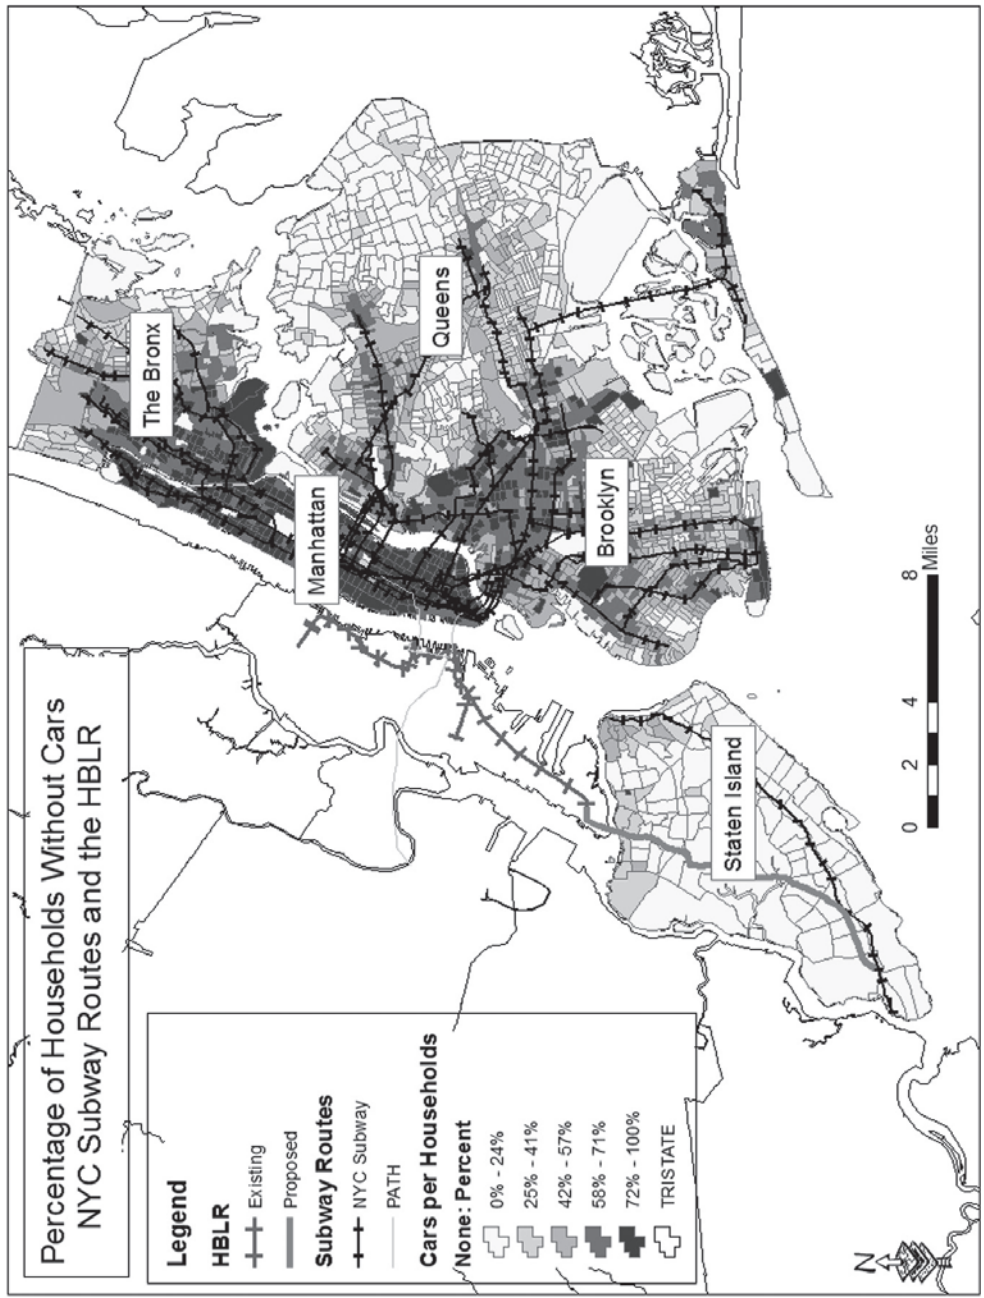 Percentage of Households Without Cars
NYC Subway Routes and the HBLR
Legend
HBLR
Existing
Proposed
Subway Routes
NYC Subway
PATH
Cars per Households
None: Percent
0% - 24%
25% - 41%
42% - 57%
58% - 71%
72% - 100%
TRISTATE
The Bronx
Manhattan
Queens
Brooklyn
Staten Island
0 2 4 8
Miles
N